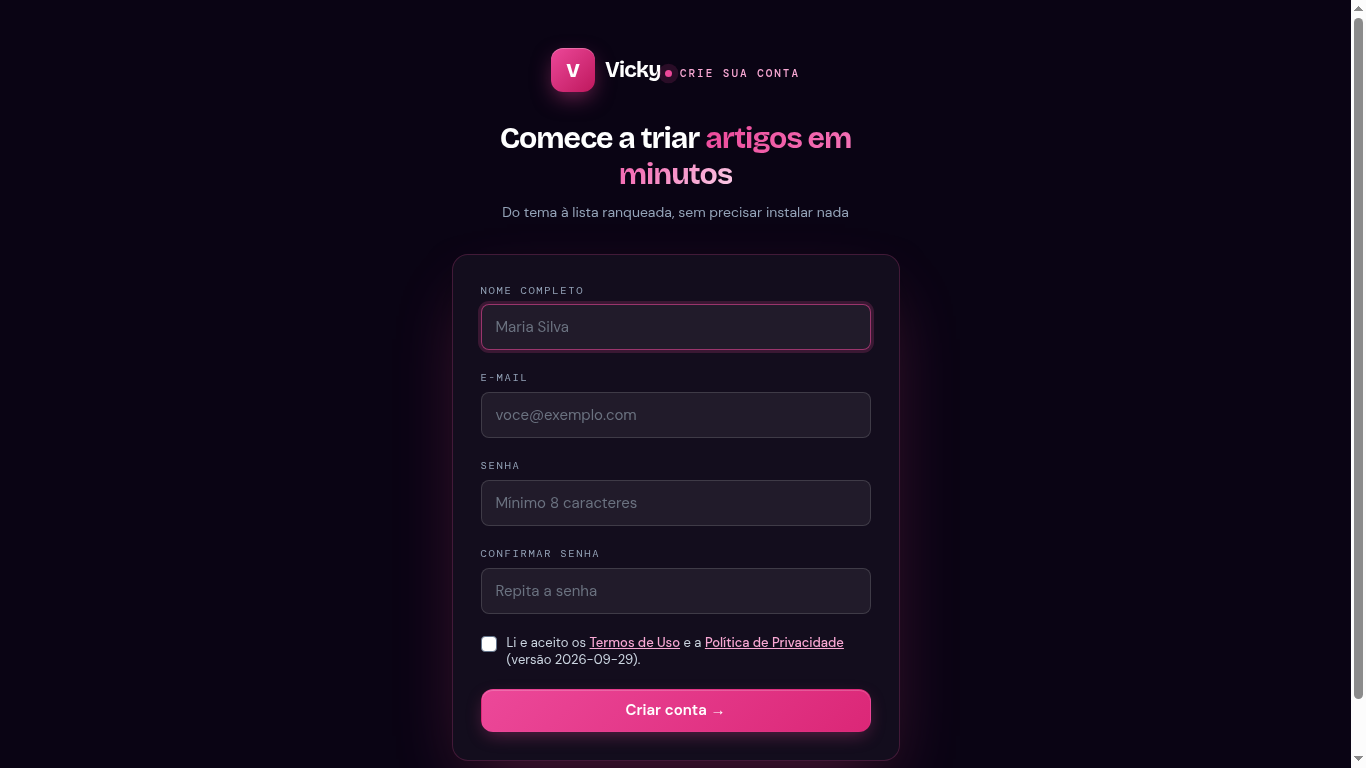 V Vicky CRIE SUA CONTA
Comece a triar artigos em
minutos
Do tema à lista ranqueada, sem precisar instalar nada
NOME COMPLETO
Maria Silva
E-MAIL
voce@exemplo.com
SENHA
Mínimo 8 caracteres
CONFIRMAR SENHA
Repita a senha
Li e aceito os Termos de Uso e a Política de Privacidade
(versão 2026-09-29).
Criar conta →